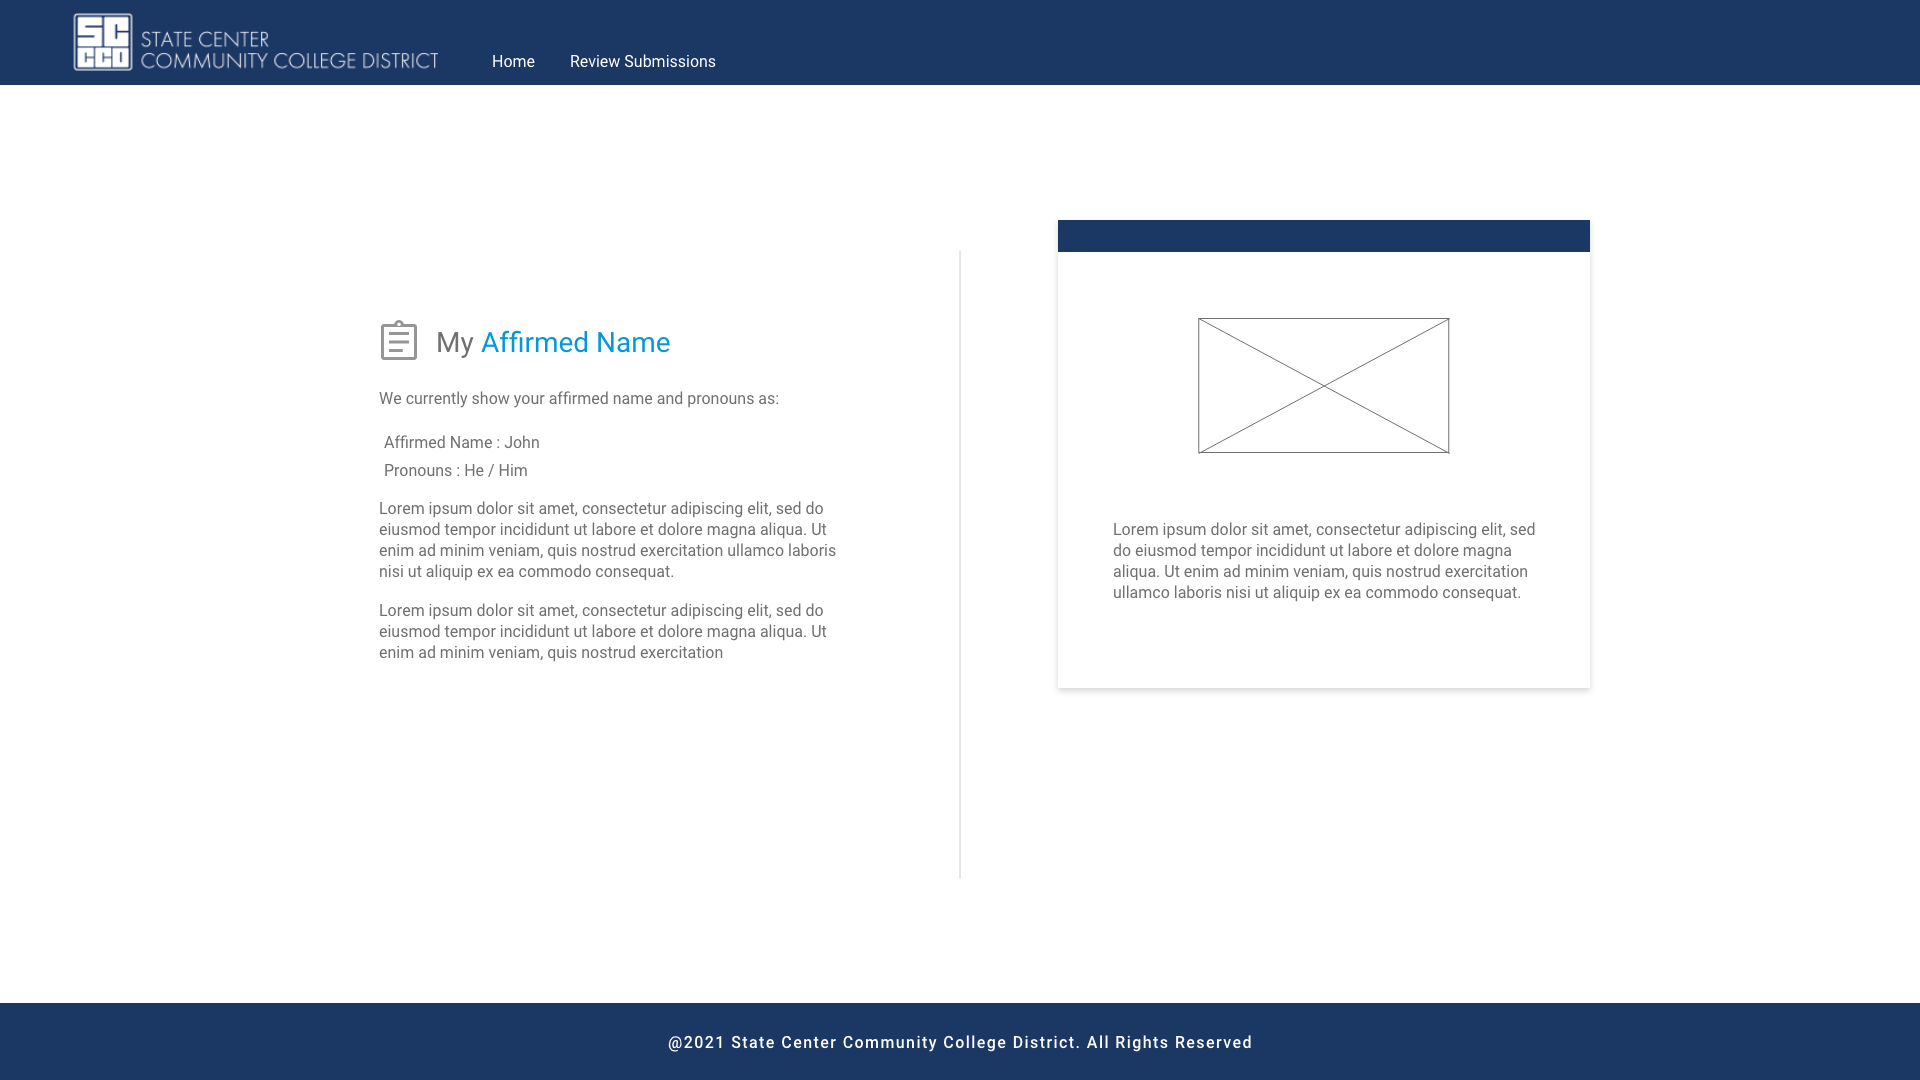 SC
CCD
STATE CENTER
COMMUNITY COLLEGE DISTRICT
Home
Review Submissions
My Affirmed Name
We currently show your affirmed name and pronouns as:
Affirmed Name : John
Pronouns : He / Him
Lorem ipsum dolor sit amet, consectetur adipiscing elit, sed do
eiusmod tempor incididunt ut labore et dolore magna aliqua. Ut
enim ad minim veniam, quis nostrud exercitation ullamco laboris
nisi ut aliquip ex ea commodo consequat.
Lorem ipsum dolor sit amet, consectetur adipiscing elit, sed do
eiusmod tempor incididunt ut labore et dolore magna aliqua. Ut
enim ad minim veniam, quis nostrud exercitation
Lorem ipsum dolor sit amet, consectetur adipiscing elit, sed
do eiusmod tempor incididunt ut labore et dolore magna
aliqua. Ut enim ad minim veniam, quis nostrud exercitation
ullamco laboris nisi ut aliquip ex ea commodo consequat.
@2021 State Center Community College District. All Rights Reserved